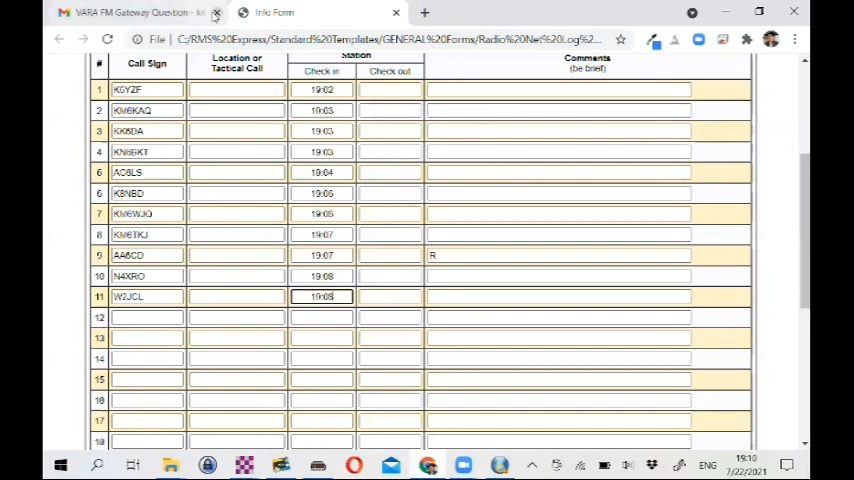 VARA FM Gateway Question - k
Info Form
File
C:/RMS%20Express/Standard%20Templates/GENERAL%20Forms/Radio%20Net%20Log%2...
# Call Sign Location or Tactical Call Station Comments (be brief)
Check in Check out
1 K6YZF 19:02
2 KM6KAQ 19:03
3 KK6DA 19:03
4 KN6BKT 19:03
5 AC6LS 19:04
6 K8NBD 19:05
7 KM6WJQ 19:05
8 KM6TKJ 19:07
9 AA6CD 19:07 R
10 N4XRO 19:08
11 W2JCL 19:08
12
13
14
15
16
17
18
ENG
19:10
7/22/2021